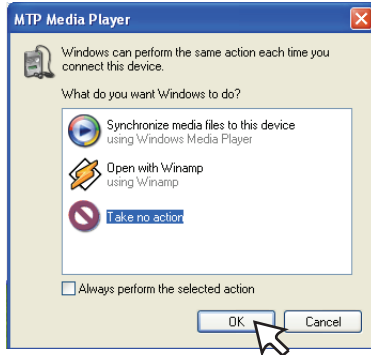 MTP Media Player
Windows can perform the same action each time you
connect this device.
What do you want Windows to do?
Synchronize media files to this device
using Windows Media Player
Open with Winamp
using Winamp
Take no action
Always perform the selected action
OK
Cancel